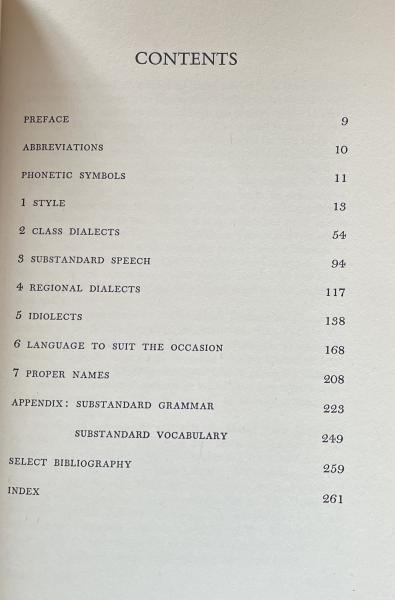 CONTENTS
PREFACE 9
ABBREVIATIONS 10
PHONETIC SYMBOLS 11
1 STYLE 13
2 CLASS DIALECTS 54
3 SUBSTANDARD SPEECH 94
4 REGIONAL DIALECTS 117
5 IDIOLECTS 138
6 LANGUAGE TO SUIT THE OCCASION 168
7 PROPER NAMES 208
APPENDIX: SUBSTANDARD GRAMMAR 223
SUBSTANDARD VOCABULARY 249
SELECT BIBLIOGRAPHY 259
INDEX 261